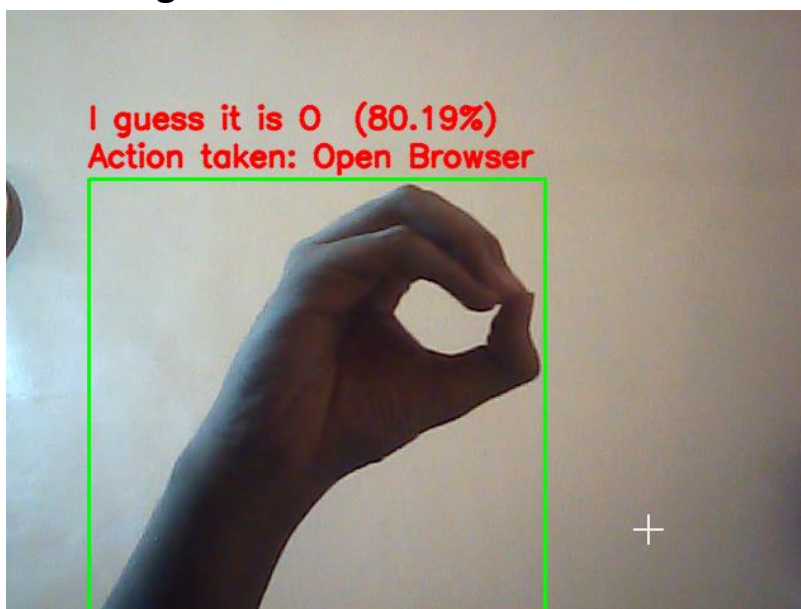 I guess it is O (80.19%)
Action taken: Open Browser